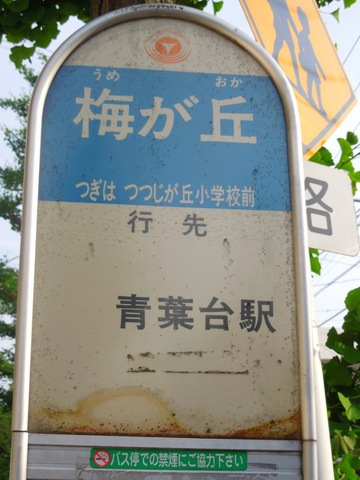 うめ おか
梅が丘
つぎは つつじが丘小学校前
行先
青葉台駅
バス停での禁煙にご協力下さい